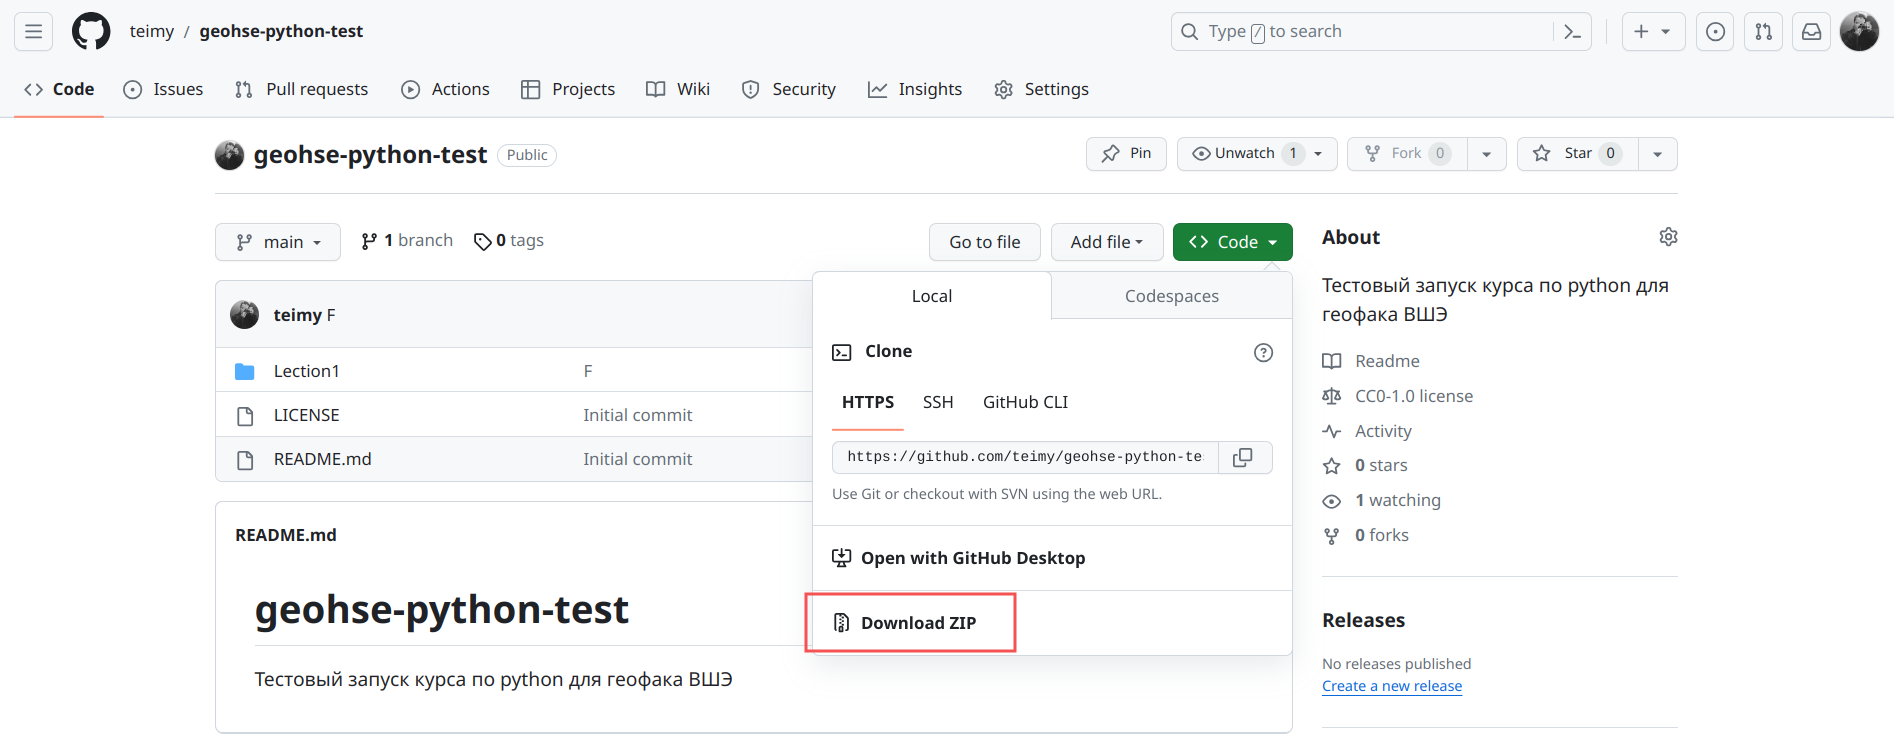 teimy / geohse-python-test
Type / to search
Code
Issues
Pull requests
Actions
Projects
Wiki
Security
Insights
Settings
geohse-python-test
Public
Pin
Unwatch 1
Fork 0
Star 0
main
1 branch
0 tags
Go to file
Add file
Code
teimy F
Lection1
F
LICENSE
Initial commit
README.md
Initial commit
Local
Codespaces
Clone
HTTPS
SSH
GitHub CLI
https://github.com/teimy/geohse-python-te
Use Git or checkout with SVN using the web URL.
Open with GitHub Desktop
Download ZIP
README.md
geohse-python-test
Тестовый запуск курса по python для геофака ВШЭ
About
Тестовый запуск курса по python для
геофака ВШЭ
Readme
CC0-1.0 license
Activity
0 stars
1 watching
0 forks
Releases
No releases published
Create a new release